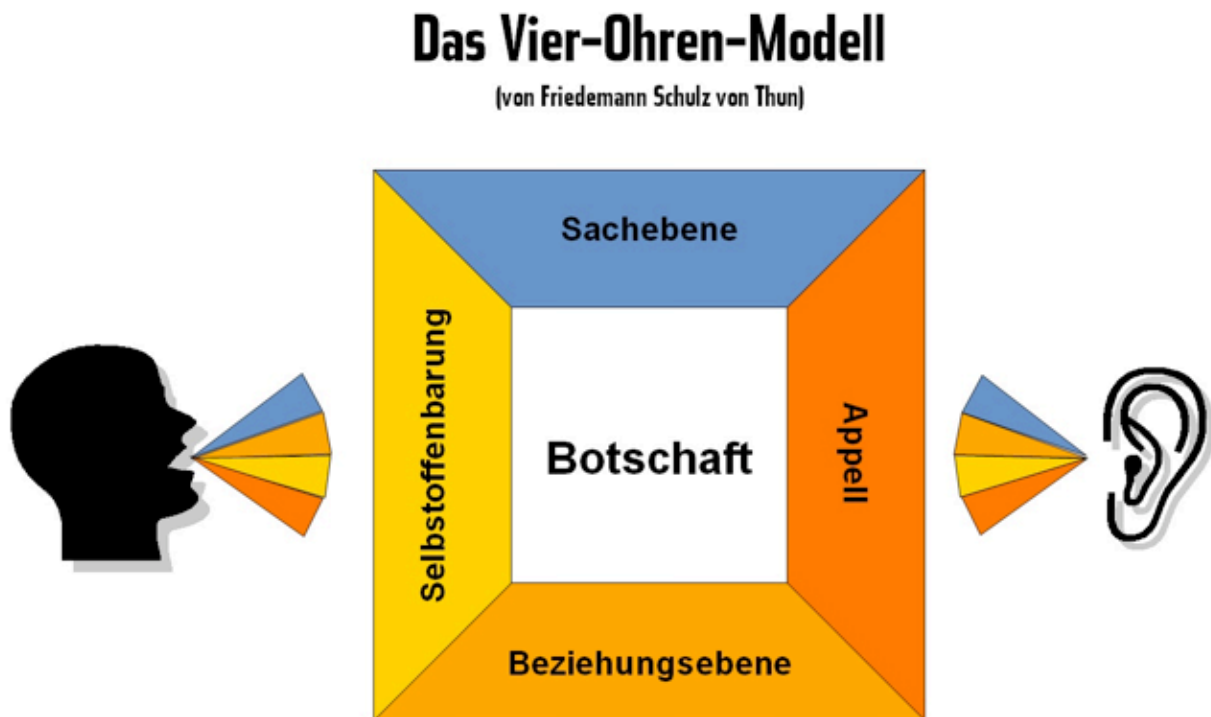 Das Vier-Ohren-Modell
(von Friedemann Schulz von Thun)
Sachebene
Selbstoffenbarung
Botschaft
Appell
Beziehungsebene